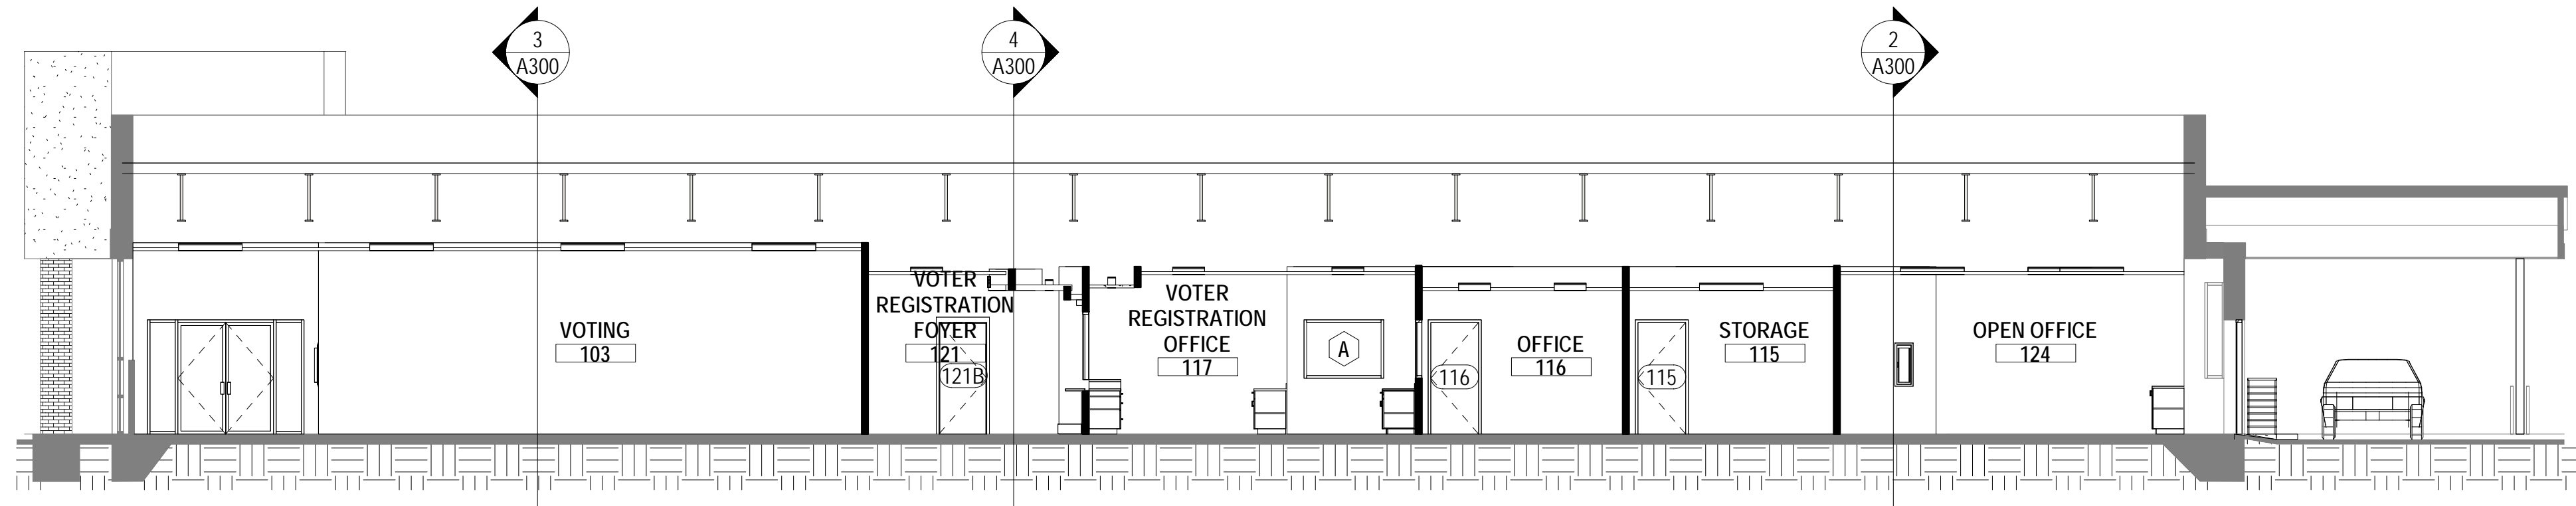 3
A300
4
A300
2
A300
VOTER
REGISTRATION
FOYER
121
121B
VOTING
103
VOTER
REGISTRATION
OFFICE
117
A
OFFICE
116
116
STORAGE
115
115
OPEN OFFICE
124